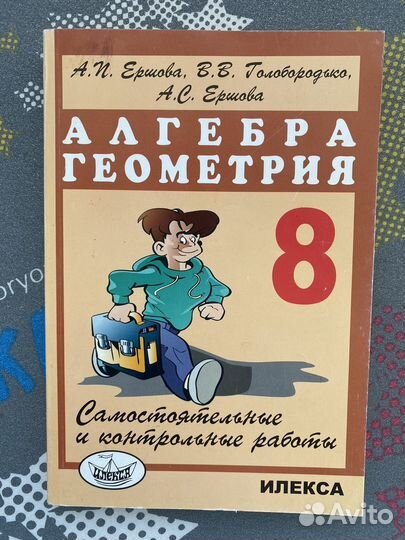 А.П. Ершова, В.В. Голобородько,
А.С. Ершова
АЛГЕБРА
ГЕОМЕТРИЯ
8
Самостоятельные
и контрольные работы
ИЛЕКСА
ИЛЕКСА
Avito